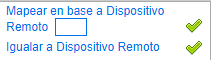 Mapear en base a Dispositivo
Remoto
Igualar a Dispositivo Remoto